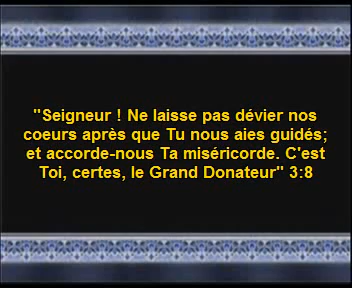 "Seigneur ! Ne laisse pas dévier nos
coeurs après que Tu nous aies guidés;
et accorde-nous Ta miséricorde. C'est
Toi, certes, le Grand Donateur" 3:8